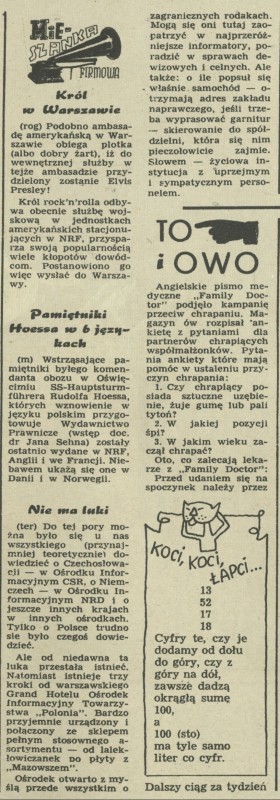 MIE-
SZANKA
FIRMOWA
Król
w Warszawie
(rog) Podobno ambasa-
dę amerykańską w War-
szawie obiega plotka
(albo dobry żart), iż do
wewnętrznej służby w
tejże ambasadzie przy-
dzielony zostanie Elvis
Presley!
Król rock'n'rolla odby-
wa obecnie służbę woj-
skową w jednostkach
amerykańskich stacjonu-
jących w NRF, przyspa-
rza swoją popularnością
wiele kłopotów dowód-
com. Postanowiono go
więc wysłać do Warsza-
wy.
Pamiętniki
Hoessa w 6 języ-
kach
(m) Wstrząsające pa-
miętniki byłego komen-
danta obozu w Oświę-
cimiu SS-Hauptsturm-
führera Rudolfa Hoessa,
których wznowienie w
języku polskim przygo-
towuje Wydawnictwo
Prawnicze (wstęp doc.
dr Jana Sehna) zostały
ostatnio wydane w NRF,
Anglii i we Francji. Nie-
bawem ukażą się one w
Danii i w Norwegii.
Nie ma luki
(ter) Do tej pory mo-
żna było się u nas
wszystkiego (przynaj-
mniej teoretycznie) do-
wiedzieć o Czechosłowa-
cji — w Ośrodku Infor-
macyjnym CSR, o Niem-
czech — w Ośrodku In-
formacyjnym NRD i o
jeszcze innych krajach
w innych ośrodkach.
Tylko o Polsce trudno
sie było czegoś dowie-
dzieć.
Ale od niedawna ta
luka przestała istnieć.
Natomiast istnieje trzy
kroki od warszawskiego
Grand Hotelu Ośrodek
Informacyjny Towarzy-
stwa „Polonia". Bardzo
przyjemnie urządzony i
połączony ze sklepem
pełnym stosownego a-
sortymentu — od lalek-
łowiczanek po płyty z
„Mazowszem".
Ośrodek otwarto z my-
ślą przede wszystkim o
zagranicznych rodakach.
Mogą się oni tutaj zao-
patrzyć w najprzeróż-
niejsze informatory, po-
radzić w sprawach de-
wizowych i celnych. Ale
także: o ile popsuł się
właśnie samochód — o-
trzymają adres zakładu
naprawczego, jeśli trze-
ba wyprasować garnitur
— skierowanie do spół-
dzielni, która się nim
pieczołowicie zajmie.
Słowem — życiowa in-
stytucja z uprzejmym
i sympatycznym perso-
nelem.
TO
i OWO
Angielskie pismo me-
dyczne „Family Doc-
tor" podjęło kampanię
przeciw chrapaniu. Ma-
gazyn ów rozpisał an-
kietę z pytaniami dla
partnerów chrapiących
współmałżonków. Pyta-
nia ankiety które mają
pomóc w ustaleniu przy-
czyn chrapania:
1. Czy chrapiący po-
siada sztuczne uzębie-
nie, żuje gumę lub pali
tytoń?
2. W jakiej pozycji
śpi?
3. W jakim wieku za-
czął chrapać?
Oto, co zalecają leka-
rze z „Family Doctor":
Przed udaniem się na
spoczynek należy przez
KOCI, KOCI,
ŁAPCI...
13
52
17
18
Cyfry te, czy je
dodamy od dołu
do góry, czy z
góry na dół,
zawsze dadzą
okrągłą sumę
100,
a
100 (sto)
ma tyle samo
liter co cyfr.
Dalszy ciąg za tydzień